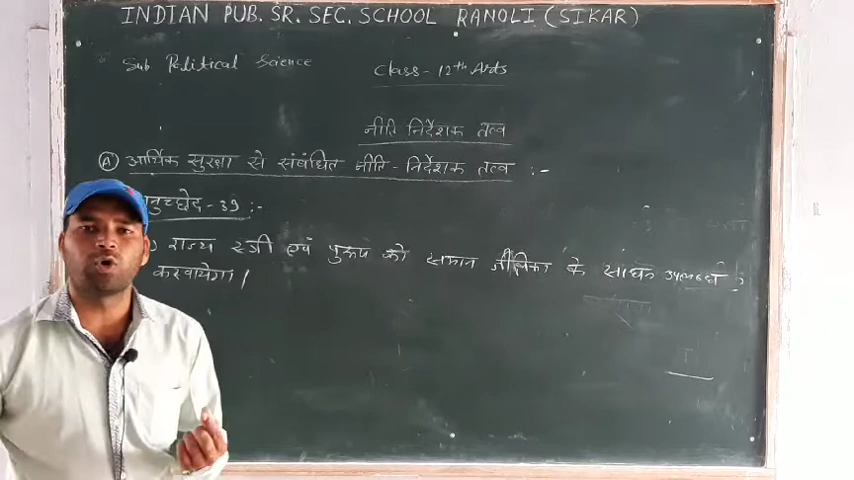 INDIAN PUB. SR. SEC. SCHOOL RANOLI (SIKAR)
Sub Political Science Class - 12th Arts
नीति निर्देशक तत्व
(A) आर्थिक सुरक्षा से संबंधित नीति - निर्देशक तत्व :-
नुच्छेद - 39 :-
) राज्य स्त्री एवं पुरूष को समान जीविका के साधन उपलब्ध
करवायेगा।